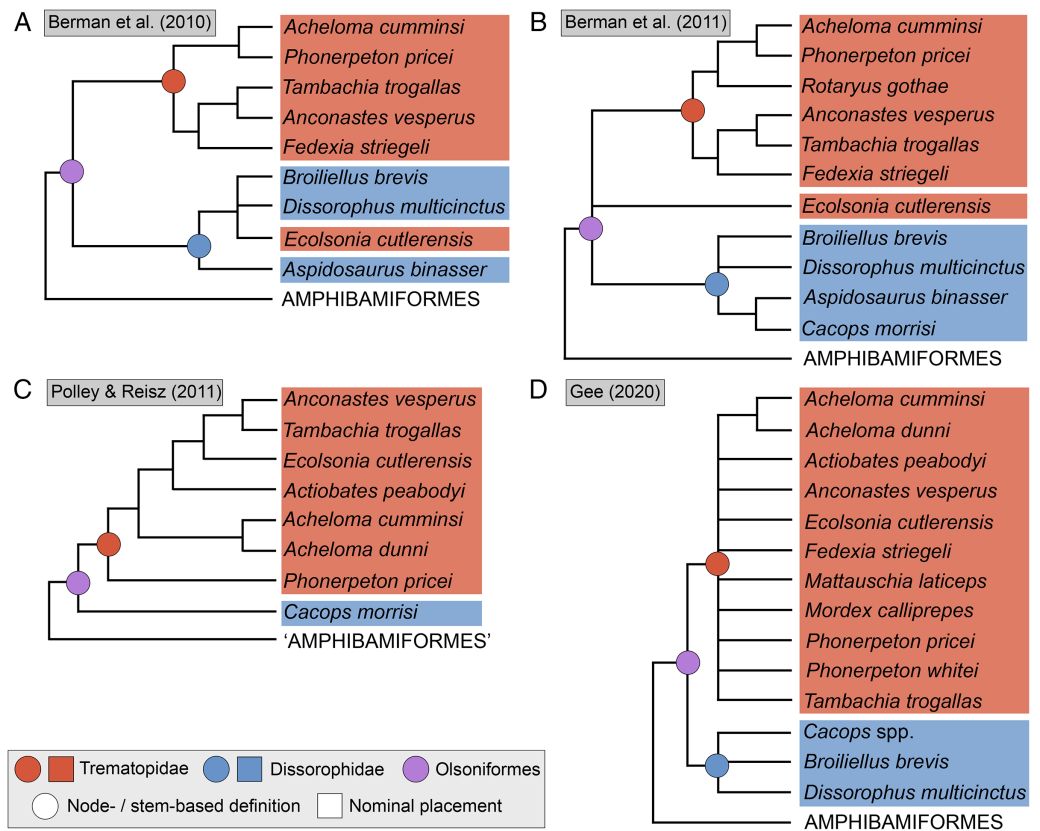 A Berman et al. (2010)
Acheloma cumminsi
Phonerpeton pricei
Tambachia trogallas
Anconastes vesperus
Fedexia striegeli
Broiliellus brevis
Dissorophus multicinctus
Ecolsonia cutlerensis
Aspidosaurus binasser
AMPHIBAMIFORMES
B Berman et al. (2011)
Acheloma cumminsi
Phonerpeton pricei
Rotaryus gothae
Anconastes vesperus
Tambachia trogallas
Fedexia striegeli
Ecolsonia cutlerensis
Broiliellus brevis
Dissorophus multicinctus
Aspidosaurus binasser
Cacops morrisi
AMPHIBAMIFORMES
C Polley & Reisz (2011)
Anconastes vesperus
Tambachia trogallas
Ecolsonia cutlerensis
Actiobates peabodyi
Acheloma cumminsi
Acheloma dunni
Phonerpeton pricei
Cacops morrisi
‘AMPHIBAMIFORMES’
D Gee (2020)
Acheloma cumminsi
Acheloma dunni
Actiobates peabodyi
Anconastes vesperus
Ecolsonia cutlerensis
Fedexia striegeli
Mattauschia laticeps
Mordex calliprepes
Phonerpeton pricei
Phonerpeton whitei
Tambachia trogallas
Cacops spp.
Broiliellus brevis
Dissorophus multicinctus
AMPHIBAMIFORMES
Trematopidae Dissorophidae Olsoniformes
Node- / stem-based definition Nominal placement